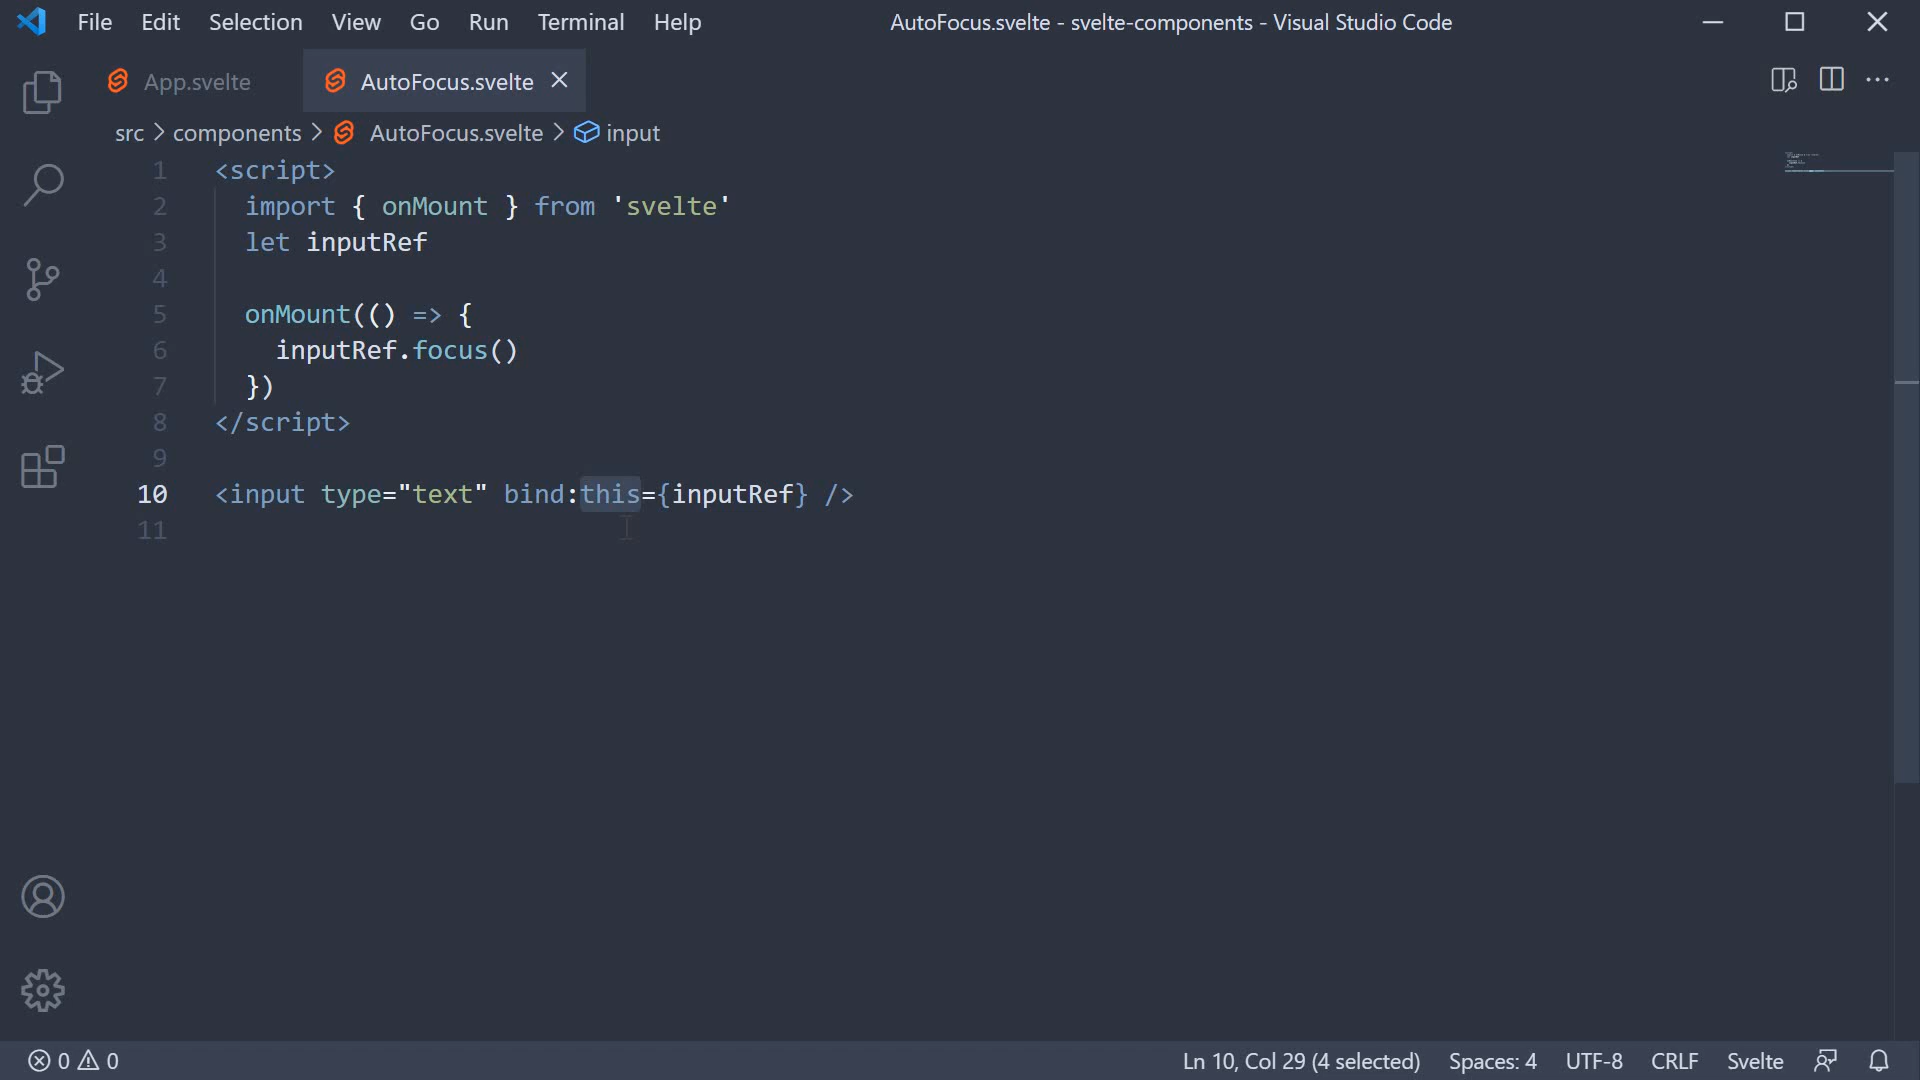 File Edit Selection View Go Run Terminal Help AutoFocus.svelte - svelte-components - Visual Studio Code
App.svelte AutoFocus.svelte
src > components > AutoFocus.svelte > input
1 <script>
2   import { onMount } from 'svelte'
3   let inputRef
4
5   onMount(() => {
6     inputRef.focus()
7   })
8 </script>
9
10 <input type="text" bind:this={inputRef} />
11
0 0 Ln 10, Col 29 (4 selected) Spaces: 4 UTF-8 CRLF Svelte